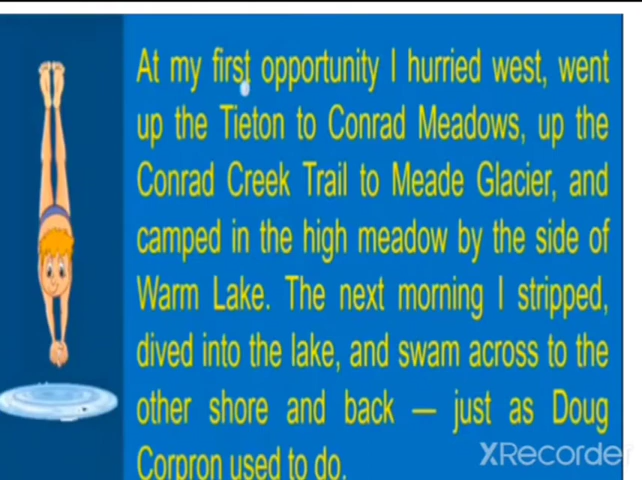 At my first opportunity I hurried west, went
up the Tieton to Conrad Meadows, up the
Conrad Creek Trail to Meade Glacier, and
camped in the high meadow by the side of
Warm Lake. The next morning I stripped,
dived into the lake, and swam across to the
other shore and back — just as Doug
Corpron used to do.
XRecorder